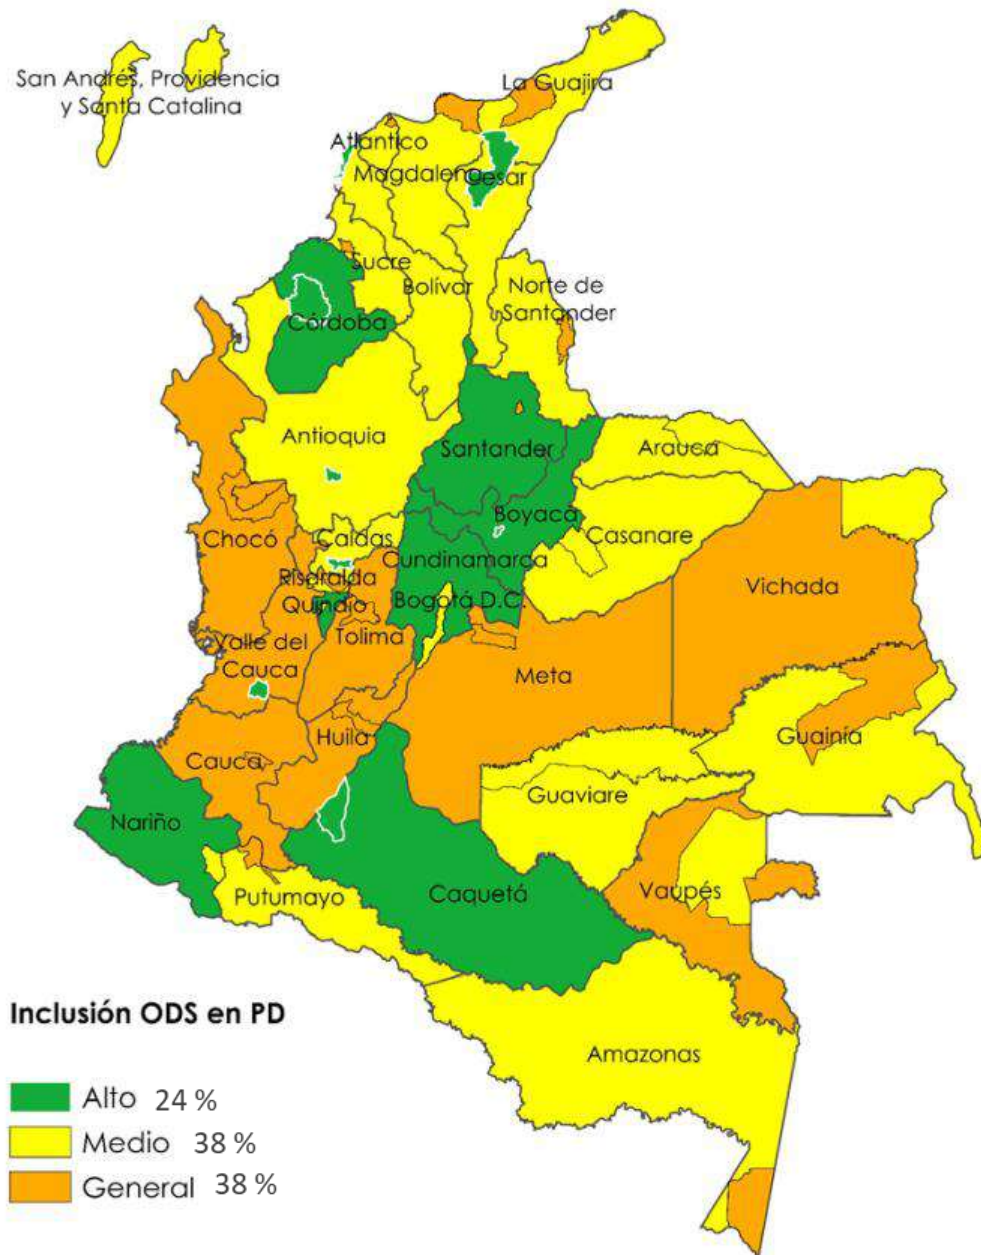 San Andrés, Providencia
y Santa Catalina
La Guajira
Atlantico
Magdalena
Cesar
Sucre
Bolívar
Norte de
Santander
Córdoba
Antioquia
Santander
Arauca
Boyacá
Chocó
Caldas
Cundinamarca
Casanare
Risaralda
Quindio
Bogotá D.C.
Vichada
Valle del
Cauca
Tolima
Meta
Huila
Cauca
Guainía
Guaviare
Nariño
Putumayo
Caquetá
Vaupés
Amazonas
Inclusión ODS en PD
Alto 24 %
Medio 38 %
General 38 %